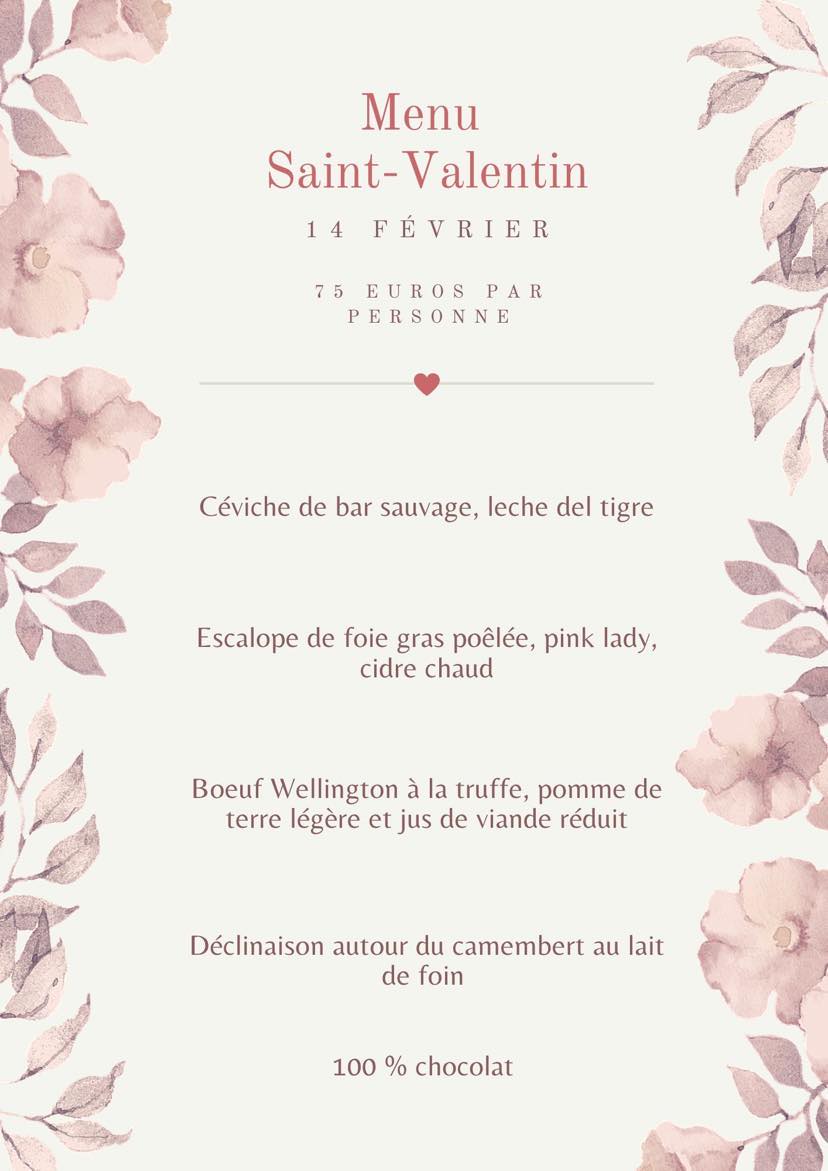 Menu
Saint-Valentin
14 FÉVRIER
75 EUROS PAR
PERSONNE
Céviche de bar sauvage, leche del tigre
Escalope de foie gras poêlée, pink lady,
cidre chaud
Boeuf Wellington à la truffe, pomme de
terre légère et jus de viande réduit
Déclinaison autour du camembert au lait
de foin
100 % chocolat